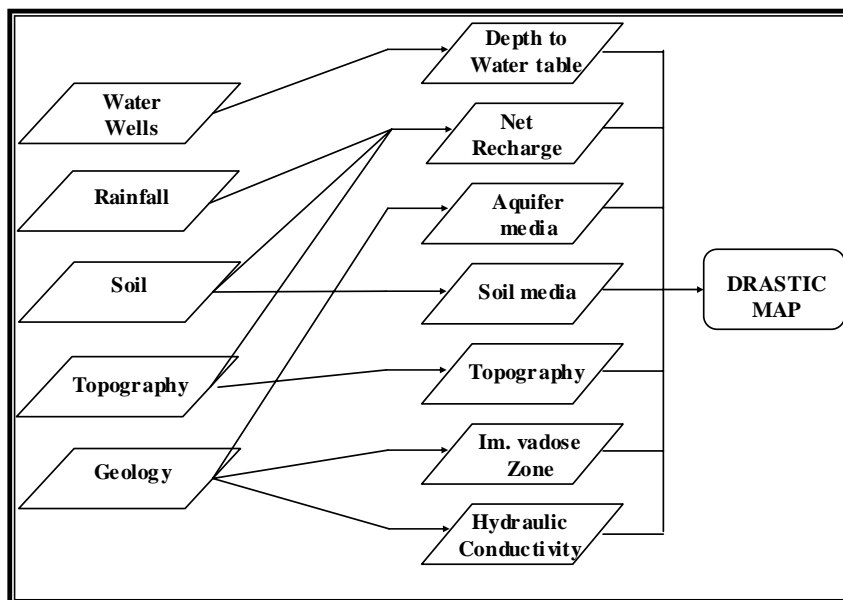 Water
Wells
Rainfall
Soil
Topography
Geology
Depth to
Water table
Net
Recharge
Aquifer
media
Soil media
Topography
Im. vadose
Zone
Hydraulic
Conductivity
DRASTIC
MAP